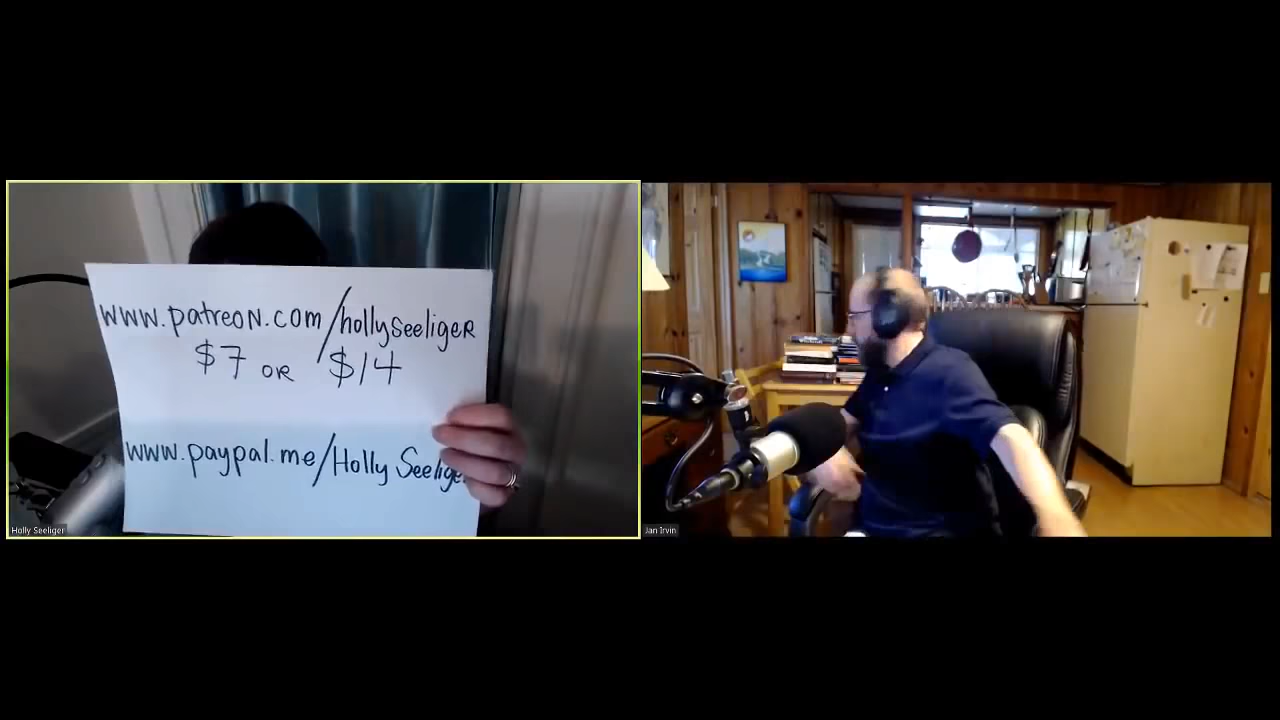 www.patreon.com/hollyseeliger
$7 or $14
www.paypal.me/Holly Seelige
Holly Seeliger
Jan Irvin